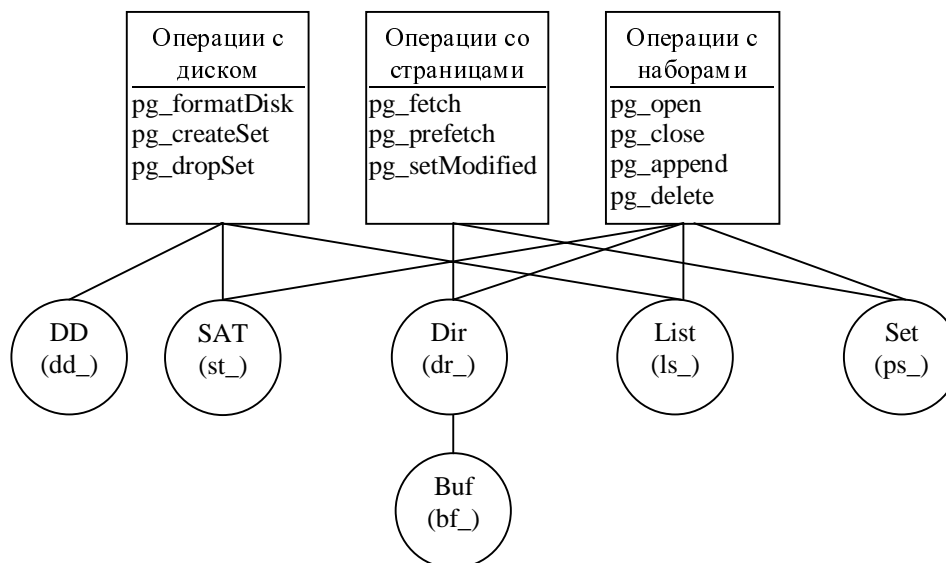 Операции с
диском
pg_formatDisk
pg_createSet
pg_dropSet
Операции со
страницами
pg_fetch
pg_prefetch
pg_setModified
Операции с
наборами
pg_open
pg_close
pg_append
pg_delete
DD
(dd_)
SAT
(st_)
Dir
(dr_)
List
(ls_)
Set
(ps_)
Buf
(bf_)